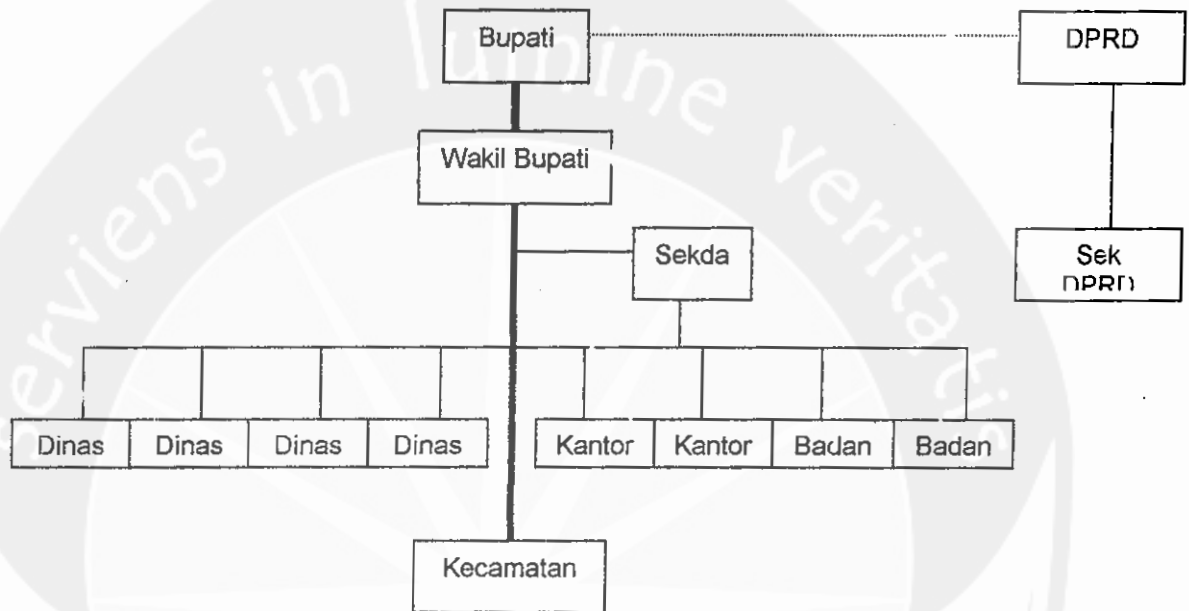 Bupati
DPRD
Wakil Bupati
Sekda
Sek
DPRD
Dinas
Dinas
Dinas
Dinas
Kantor
Kantor
Badan
Badan
Kecamatan
serviens in lumine veritatis